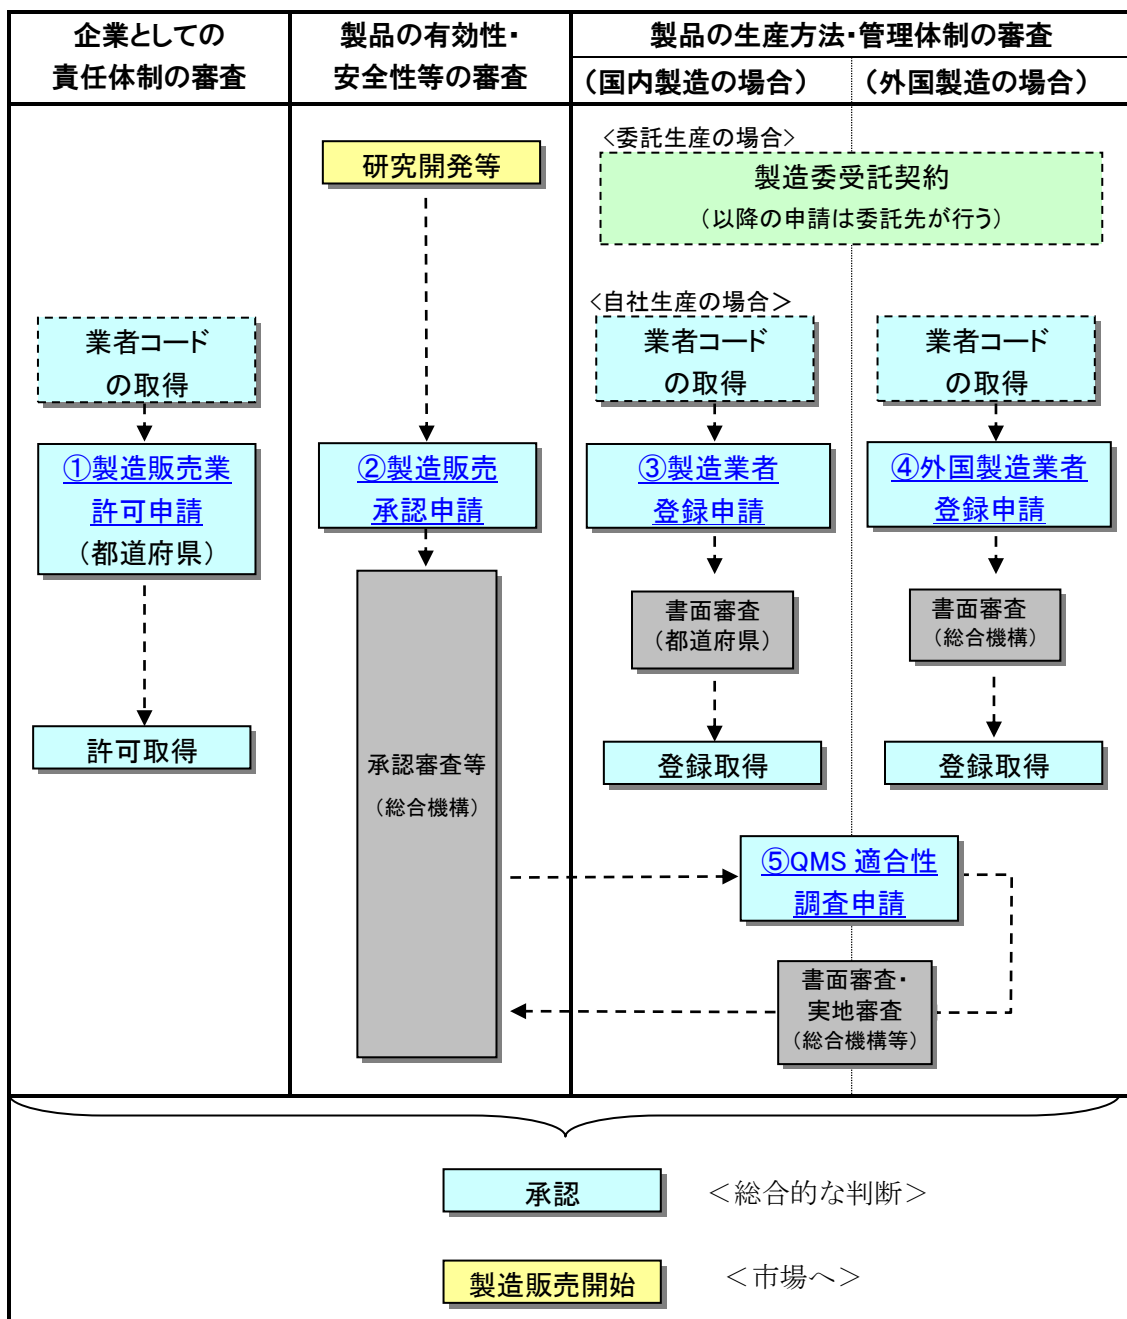 企業としての
責任体制の審査
製品の有効性・
安全性等の審査
製品の生産方法・管理体制の審査
（国内製造の場合）
（外国製造の場合）
研究開発等
<委託生産の場合>
製造委受託契約
（以降の申請は委託先が行う）
<自社生産の場合＞
業者コード
の取得
業者コード
の取得
業者コード
の取得
①製造販売業
許可申請
（都道府県）
②製造販売
承認申請
③製造業者
登録申請
④外国製造業者
登録申請
書面審査
（都道府県）
書面審査
（総合機構）
許可取得
承認審査等
（総合機構）
登録取得
登録取得
⑤QMS 適合性
調査申請
書面審査・
実地審査
（総合機構等）
承認
＜総合的な判断＞
製造販売開始
＜市場へ＞